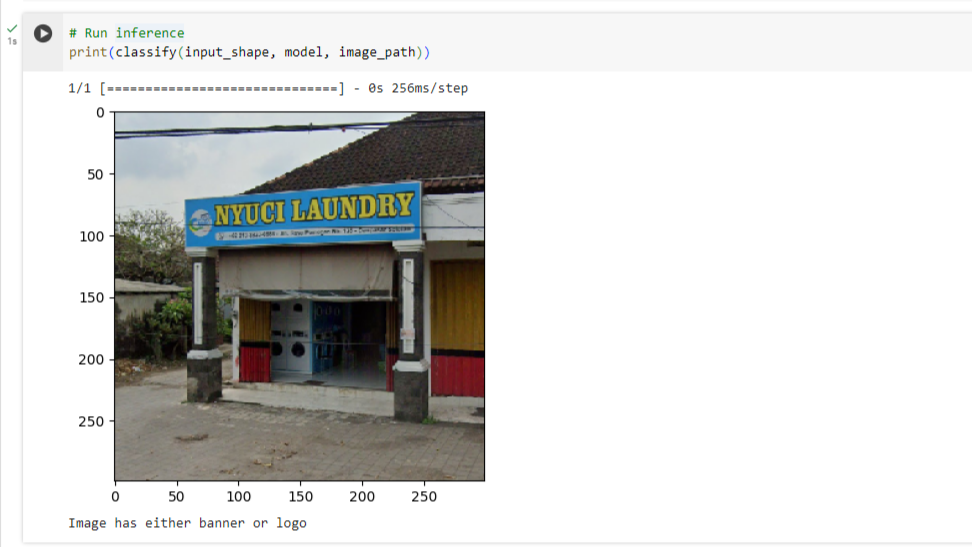 1s
# Run inference
print(classify(input_shape, model, image_path))
1/1 [==============================] - 0s 256ms/step
0
50
100
150
200
250
NYUCI LAUNDRY
0 50 100 150 200 250
Image has either banner or logo